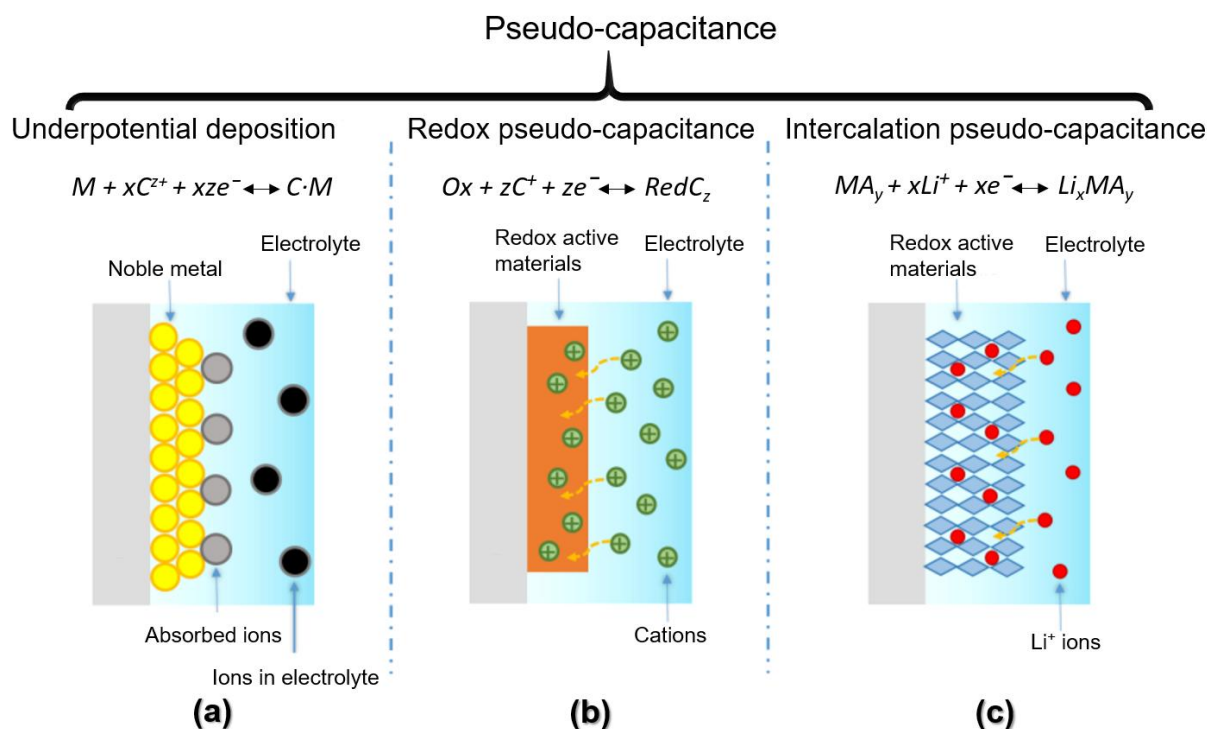 Pseudo-capacitance
Underpotential deposition
M + xC^{z+} + xze⁻ ↔ C·M
Electrolyte
Noble metal
Absorbed ions
Ions in electrolyte
(a)
Redox pseudo-capacitance
Ox + zC⁺ + ze⁻ ↔ RedC_z
Redox active
materials
Electrolyte
Cations
(b)
Intercalation pseudo-capacitance
MA_y + xLi⁺ + xe⁻ ↔ Li_xMA_y
Redox active
materials
Electrolyte
Li⁺ ions
(c)